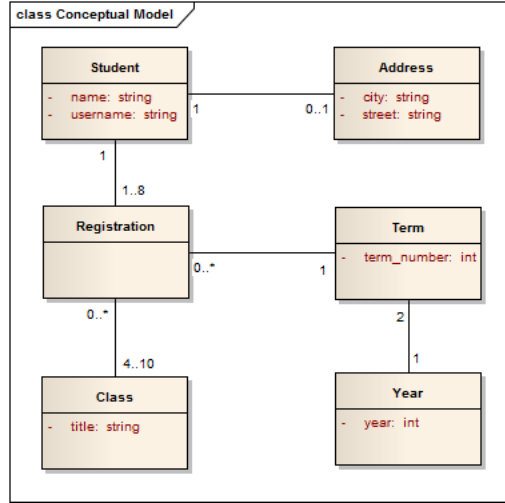 class Conceptual Model
Student
- name: string
- username: string
Address
- city: string
- street: string
1
0..1
1
1..8
Registration
Term
- term_number: int
0..*
1
0..*
4..10
2
1
Class
- title: string
Year
- year: int